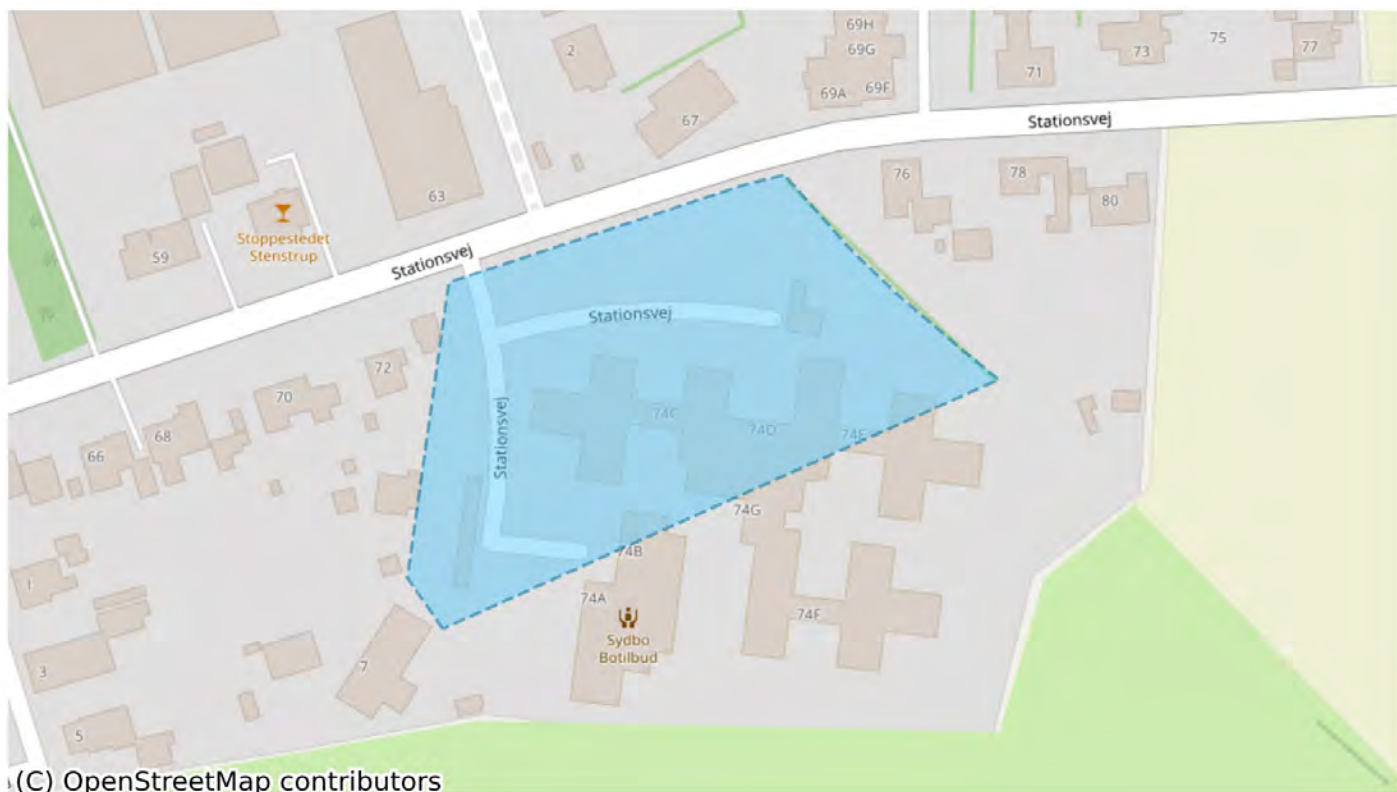 69H
2
69G
75
73
77
71
69A
69F
67
Stationsvej
63
76
78
80
Stoppestedet
Stenstrup
59
Stationsvej
Stationsvej
72
70
74C
74D
74E
68
66
Stationsvej
74G
74B
1
74A
74F
Sydbo
Botilbud
7
3
5
(C) OpenStreetMap contributors